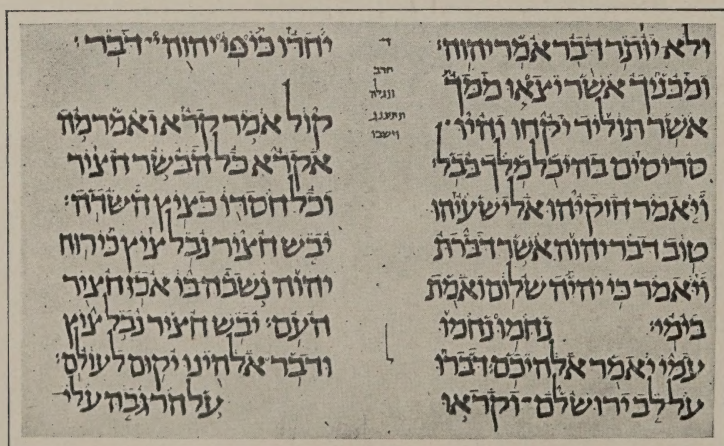 ולא יותר דבר אמר יהוה׃
ומבניך אשר יצאו ממך
אשר תוליד יקחו והיו
סריסים בהיכל מלך בבל׃
ויאמר חזקיהו אל ישעיהו
טוב דבר יהוה אשר דברת
ויאמר כי יהיה שלום ואמת
בימי׃ נחמו נחמו
עמי יאמר אלהיכם׃ דברו
על לב ירושלם וקראו
ד
חרב
ונגלה
תתענג
וישבו
יחדו כי פי יהוה דבר׃
קול אמר קרא ואמר מה
אקרא כל הבשר חציר
וכל חסדו כציץ השדה׃
יבש חציר נבל ציץ כי רוח
יהוה נשבה בו אכן חציר
העם׃ יבש חציר נבל ציץ
ודבר אלהינו יקום לעולם׃
על הר גבה עלי